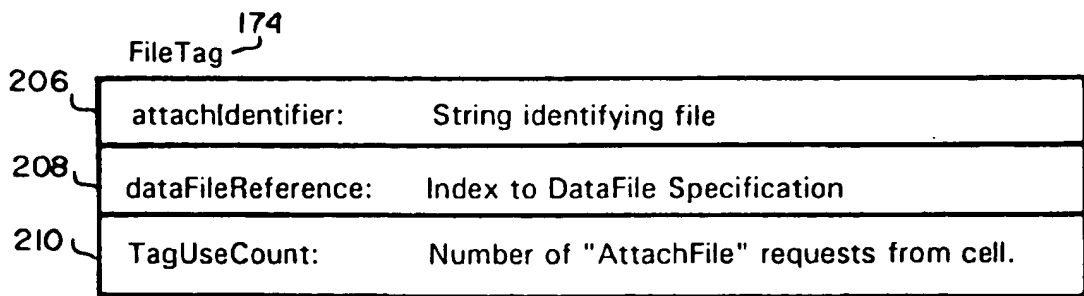 174
FileTag
206
attachIdentifier: String identifying file
208
dataFileReference: Index to DataFile Specification
210
TagUseCount: Number of "AttachFile" requests from cell.